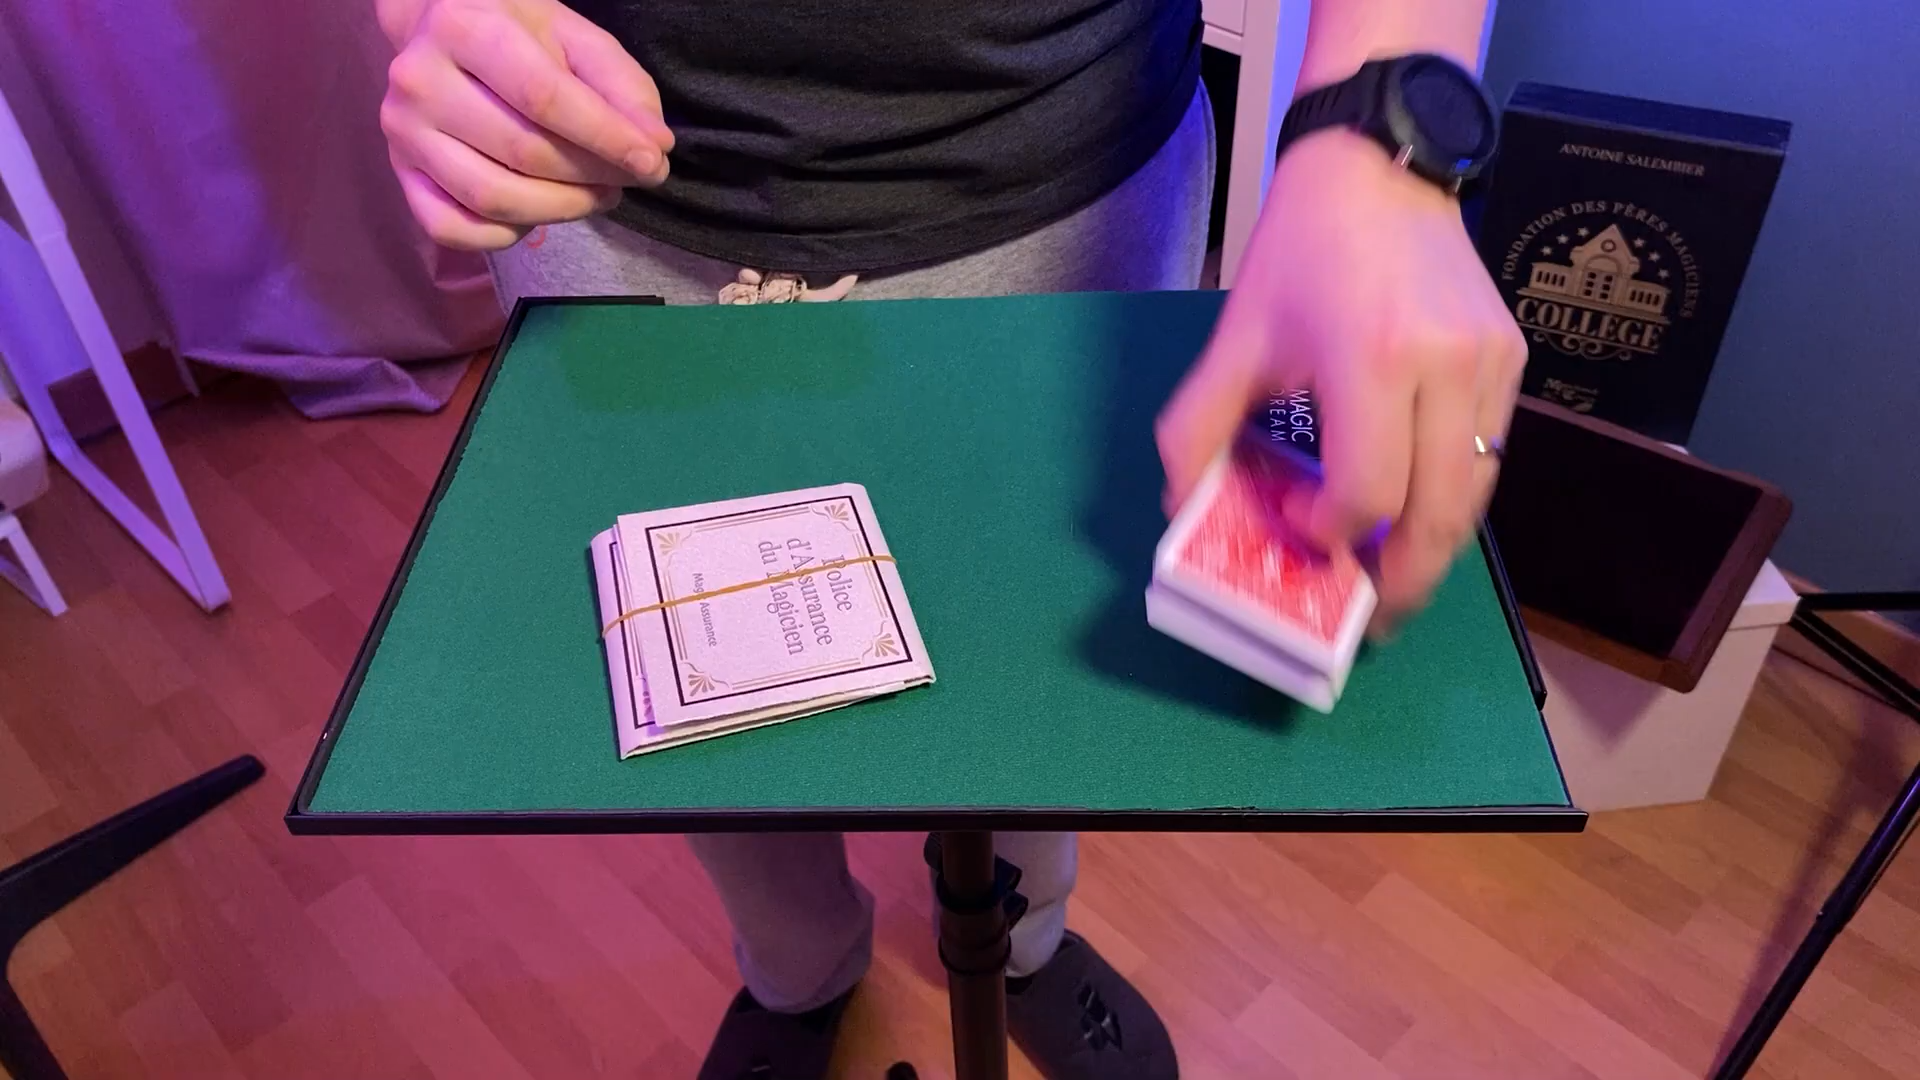 ANTOINE SALEMBIER
FONDATION DES PÈRES MAGICIENS
COLLÈGE
MAGIC
DREAM
Police
d'Assurance
du Magicien
Magic Assurance